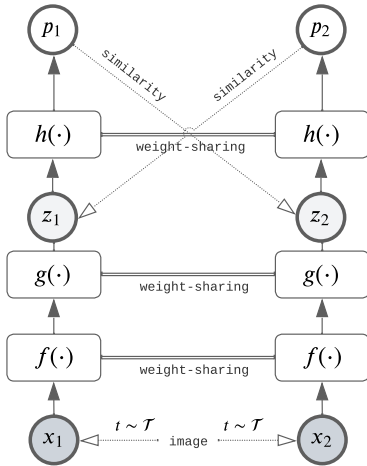 p₁ p₂
similarity similarity
h(·) h(·)
weight-sharing
z₁ z₂
g(·) g(·)
weight-sharing
f(·) f(·)
weight-sharing
t ~ 𝒯 t ~ 𝒯
x₁ image x₂